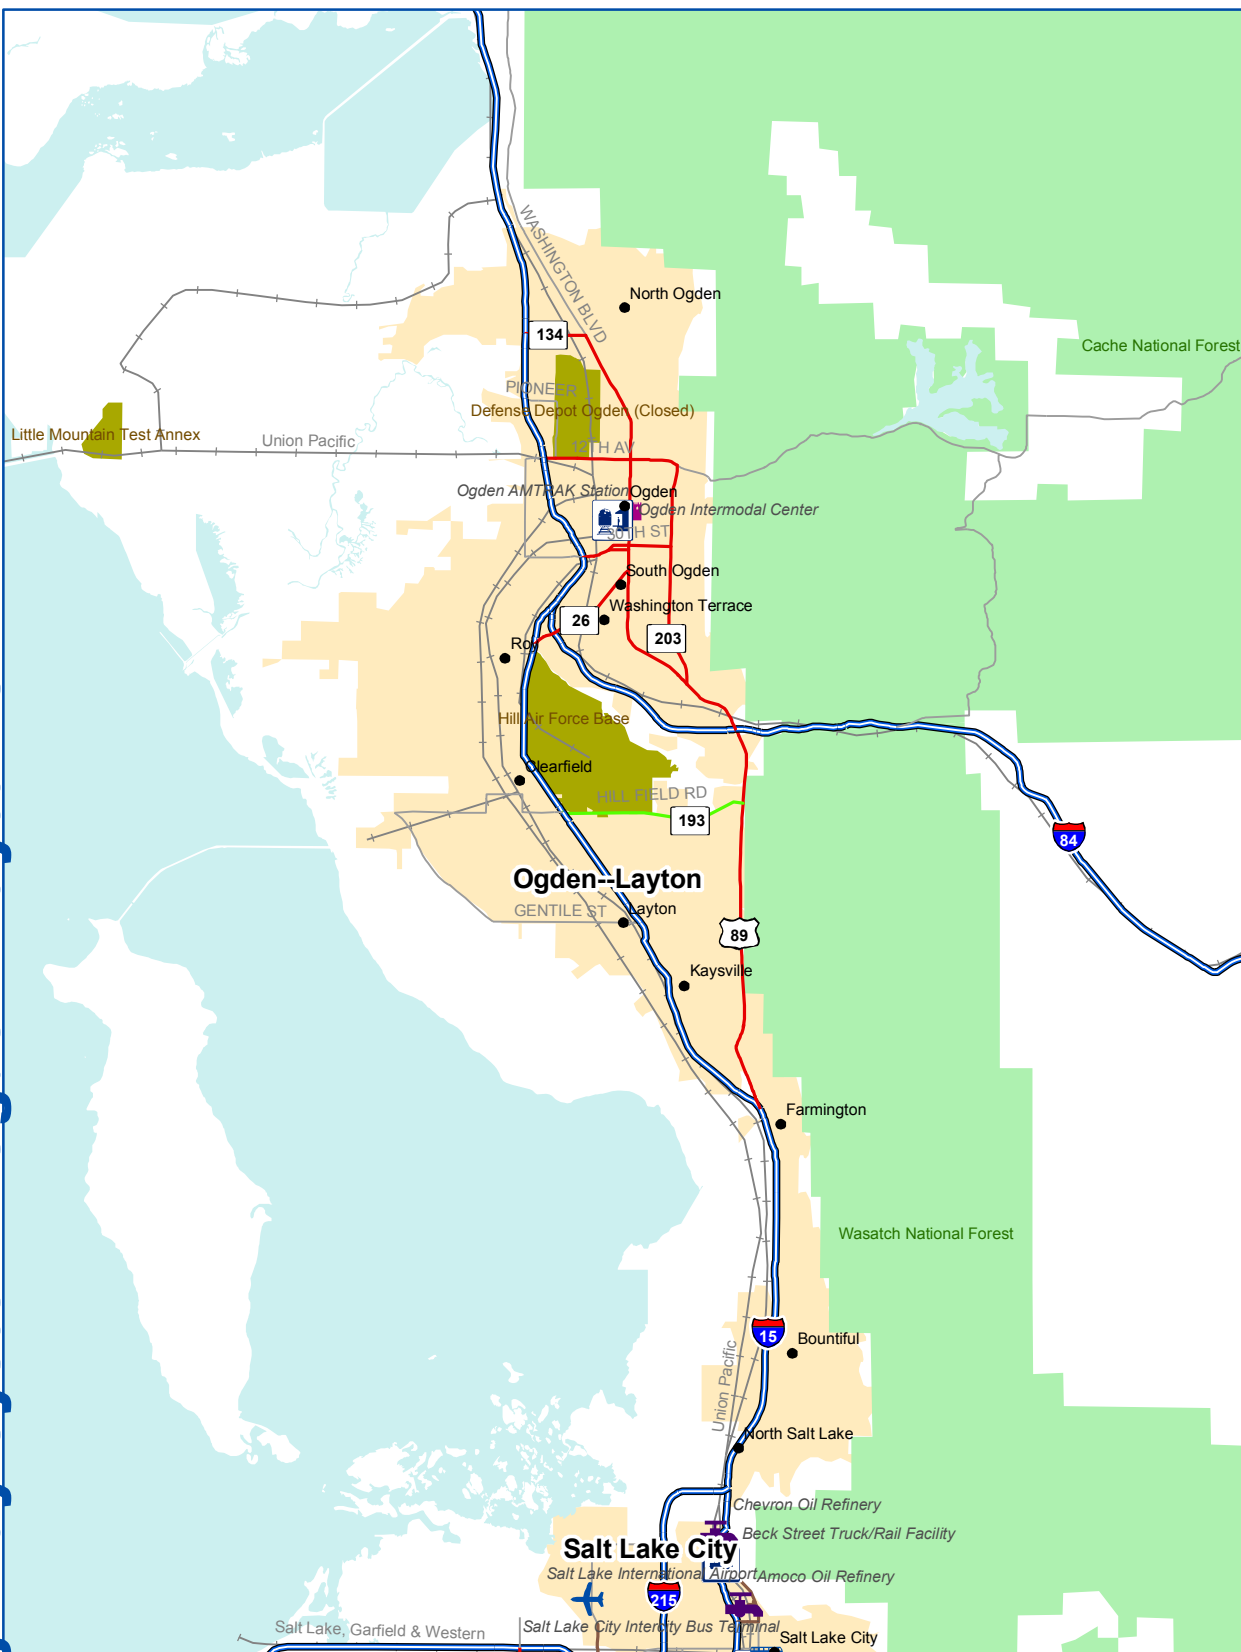 WASHINGTON BLVD
North Ogden
134
Cache National Forest
PIONEER
Defense Depot Ogden (Closed)
Little Mountain Test Annex
Union Pacific
12TH AV
Ogden AMTRAK Station
Ogden
Ogden Intermodal Center
30TH ST
South Ogden
Washington Terrace
26
203
Roy
Hill Air Force Base
Clearfield
HILL FIELD RD
193
84
Ogden--Layton
GENTILE ST
Layton
89
Kaysville
Farmington
Wasatch National Forest
15
Bountiful
Union Pacific
North Salt Lake
Chevron Oil Refinery
Beck Street Truck/Rail Facility
Salt Lake City
Salt Lake International Airport
Amoco Oil Refinery
215
Salt Lake City Intercity Bus Terminal
Salt Lake, Garfield & Western
Salt Lake City